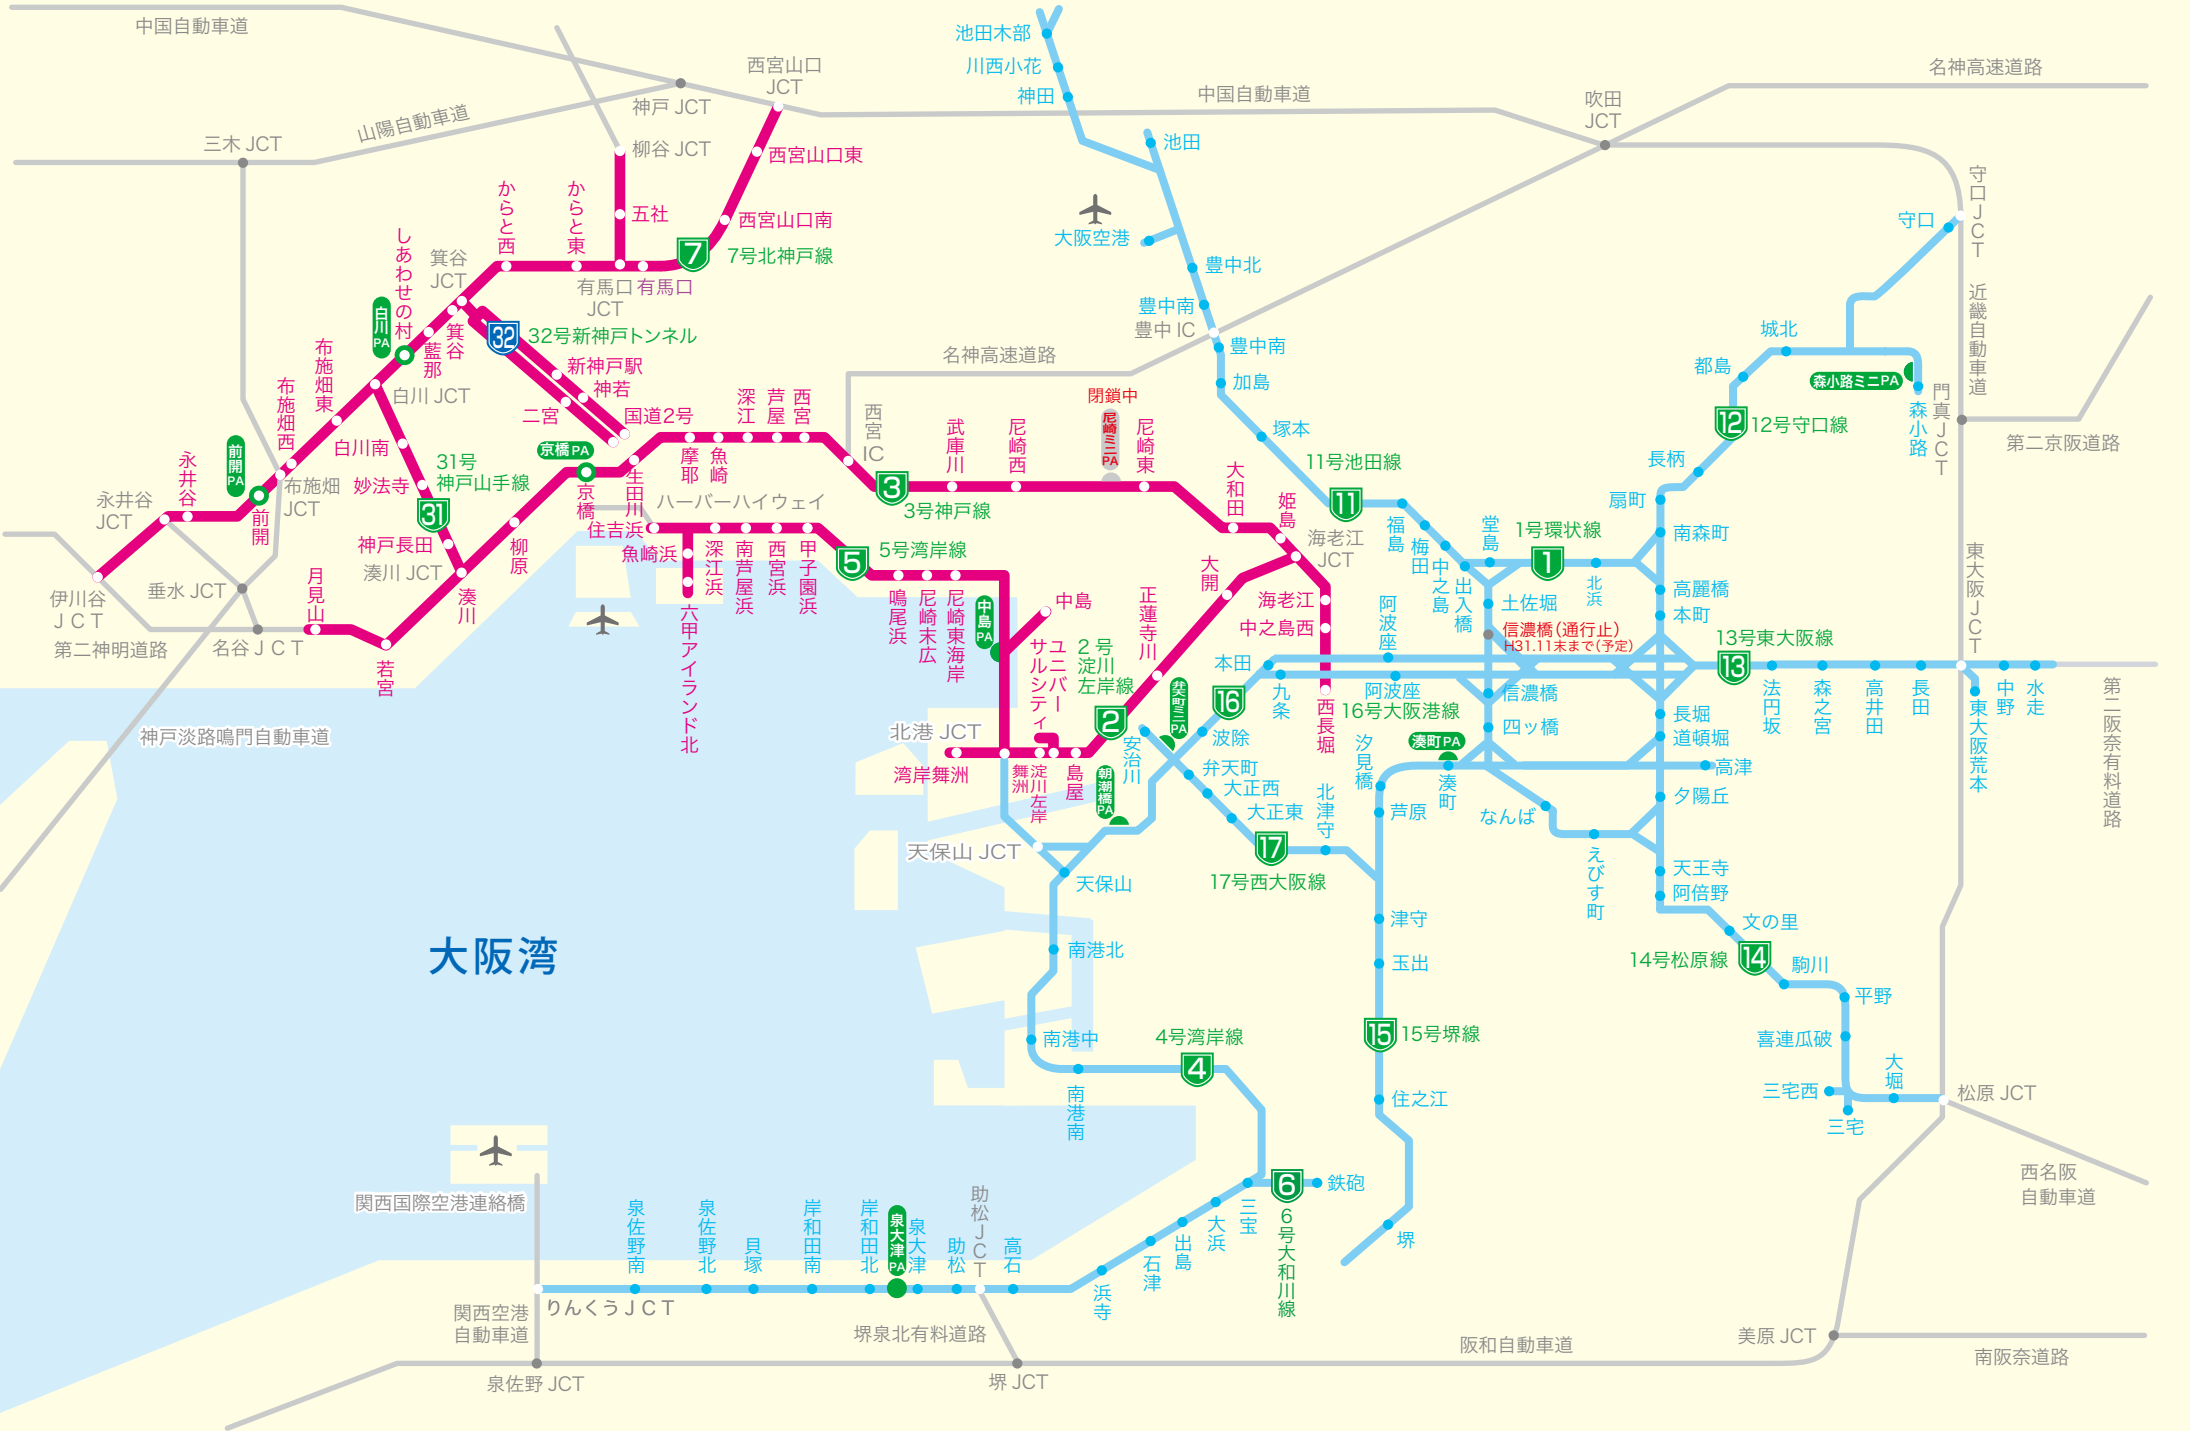 中国自動車道
西宮山口
JCT
神戸 JCT
山陽自動車道
三木 JCT
柳谷 JCT
西宮山口東
五社
西宮山口南
7
7号北神戸線
からと西
からと東
有馬口
JCT
有馬口
しあわせの村
箕谷
JCT
箕谷
藍那
白川PA
32
32号新神戸トンネル
新神戸駅
神若
二宮
国道2号
布施畑東
布施畑西
白川 JCT
白川南
妙法寺
31号
神戸山手線
31
神戸長田
湊川 JCT
前開PA
前開
永井谷
永井谷
JCT
布施畑
JCT
伊川谷
J C T
垂水 JCT
第二神明道路
名谷 J C T
月見山
若宮
湊川
柳原
京橋PA
京橋
生田川
摩耶
魚崎
深江
芦屋
西宮
西宮
IC
ハーバーハイウェイ
住吉浜
魚崎浜
六甲アイランド北
深江浜
南芦屋浜
西宮浜
甲子園浜
5
5号湾岸線
3
3号神戸線
武庫川
尼崎西
閉鎖中
尼崎ミニPA
尼崎東
大和田
姫島
名神高速道路
鳴尾浜
尼崎末広
尼崎東海岸
中島PA
中島
ユニバーサルシティ
2 号
淀川
左岸線
2
正蓮寺川
大開
海老江
JCT
海老江
中之島西
西長堀
北港 JCT
湾岸舞洲
舞洲
淀川左岸
島屋
神戸淡路鳴門自動車道
大阪湾
池田木部
川西小花
神田
池田
大阪空港
豊中北
豊中南
豊中 IC
豊中南
加島
塚本
11号池田線
11
福島
梅田
中之島
出入橋
堂島
1号環状線
1
北浜
土佐堀
信濃橋(通行止)
H31.11末まで(予定)
信濃橋
四ッ橋
阿波座
阿波座
本田
九条
16
16号大阪港線
波除
弁天町ミニPA
安治川
弁天町
大正西
大正東
17
17号西大阪線
北津守
朝潮橋PA
天保山 JCT
天保山
汐見橋
芦原
湊町PA
湊町
なんば
えびす町
高津
夕陽丘
道頓堀
長堀
本町
高麗橋
南森町
扇町
長柄
12
12号守口線
都島
城北
森小路ミニPA
森小路
守口
守口JCT
吹田
JCT
中国自動車道
名神高速道路
近畿自動車道
門真JCT
第二京阪道路
東大阪JCT
13号東大阪線
13
法円坂
森之宮
高井田
長田
中野
水走
東大阪荒本
第二阪奈有料道路
天王寺
阿倍野
文の里
14号松原線
14
駒川
平野
喜連瓜破
三宅西
三宅
大堀
松原 JCT
西名阪
自動車道
津守
玉出
15
15号堺線
住之江
堺
南港北
南港中
南港南
4号湾岸線
4
6
6号大和川線
鉄砲
三宝
大浜
出島
石津
浜寺
高石
助松JCT
助松
泉大津
泉大津PA
岸和田北
岸和田南
貝塚
泉佐野北
泉佐野南
関西国際空港連絡橋
りんくう J C T
関西空港
自動車道
泉佐野 JCT
堺泉北有料道路
堺 JCT
阪和自動車道
美原 JCT
南阪奈道路